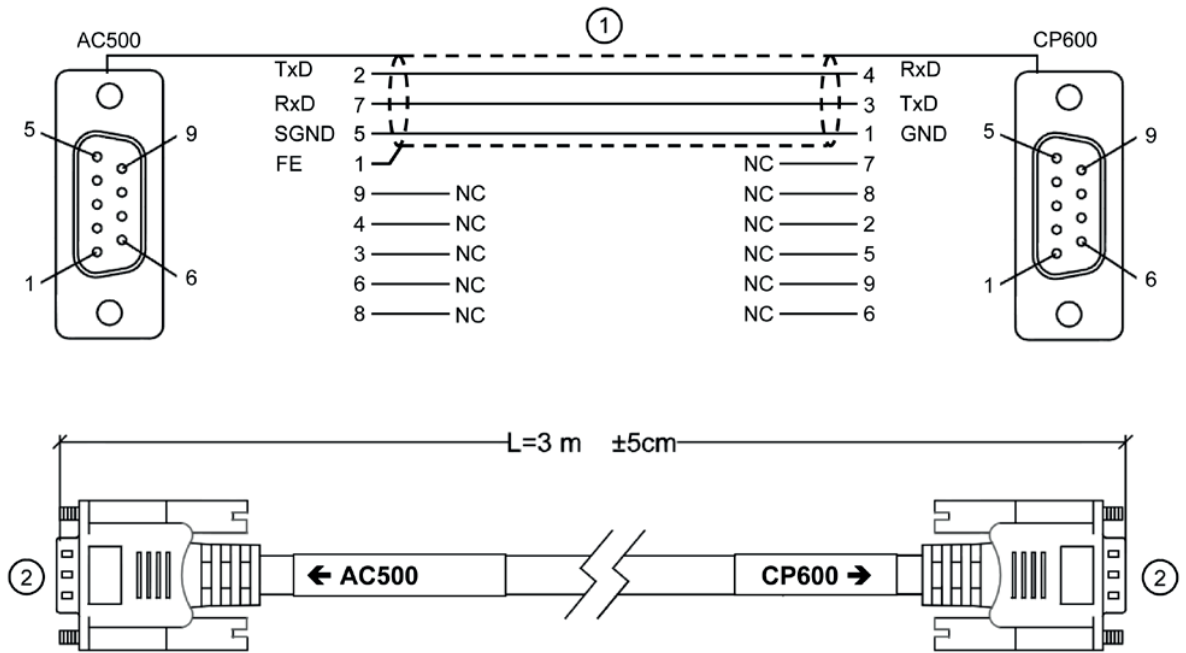 1
AC500 CP600
TxD 2 4 RxD
RxD 7 3 TxD
5 9 SGND 5 1 GND 5 9
FE 1 NC 7
9 NC NC 8
4 NC NC 2
3 NC NC 5
1 6 6 NC NC 9 1 6
8 NC NC 6
L=3 m ±5cm
2 ← AC500 CP600 → 2